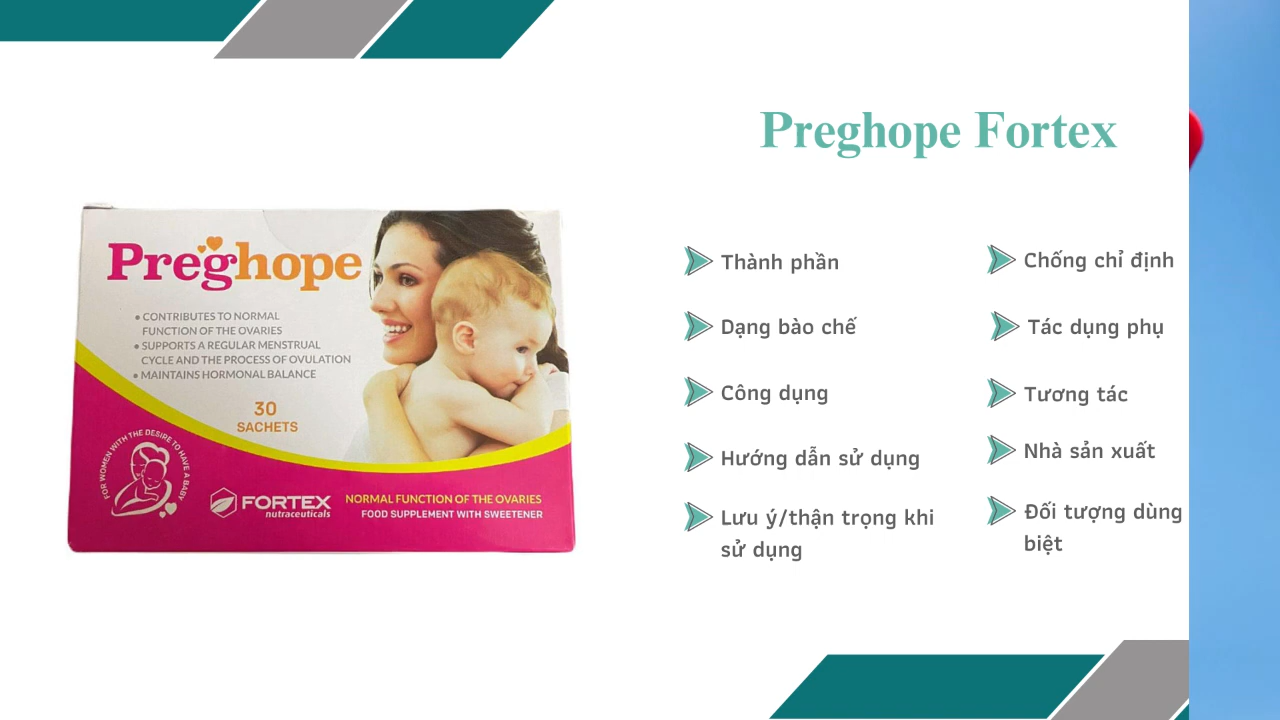 Preghope Fortex
Preghope
• CONTRIBUTES TO NORMAL
FUNCTION OF THE OVARIES
• SUPPORTS A REGULAR MENSTRUAL
CYCLE AND THE PROCESS OF OVULATION
• MAINTAINS HORMONAL BALANCE
30
SACHETS
FOR WOMEN WITH THE DESIRE TO HAVE A BABY
FORTEX
nutraceuticals
NORMAL FUNCTION OF THE OVARIES
FOOD SUPPLEMENT WITH SWEETENER
Thành phần
Dạng bào chế
Công dụng
Hướng dẫn sử dụng
Lưu ý/thận trọng khi
sử dụng
Chống chỉ định
Tác dụng phụ
Tương tác
Nhà sản xuất
Đối tượng dùng
biệt